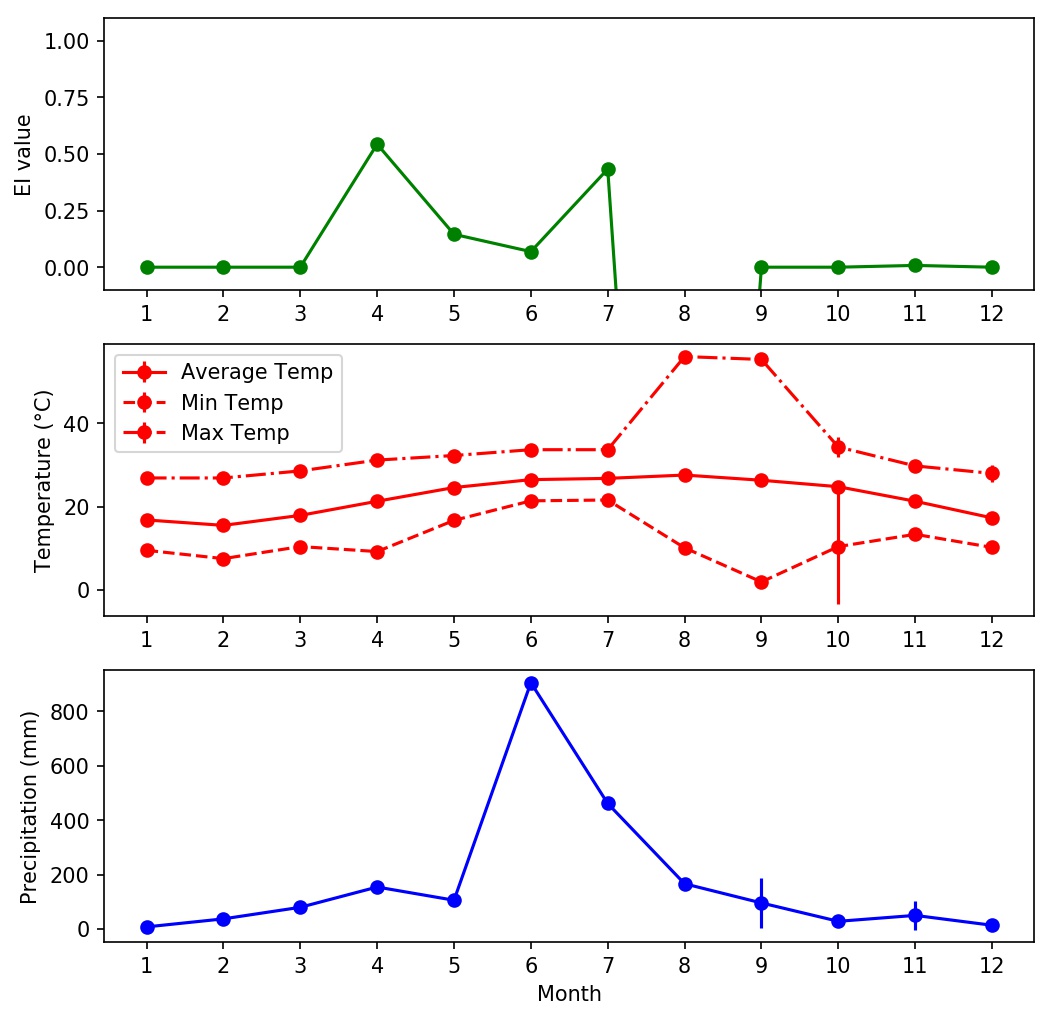 EI value
1.00
0.75
0.50
0.25
0.00
1 2 3 4 5 6 7 8 9 10 11 12
Temperature (°C)
40
20
0
Average Temp
Min Temp
Max Temp
1 2 3 4 5 6 7 8 9 10 11 12
Precipitation (mm)
800
600
400
200
0
1 2 3 4 5 6 7 8 9 10 11 12
Month